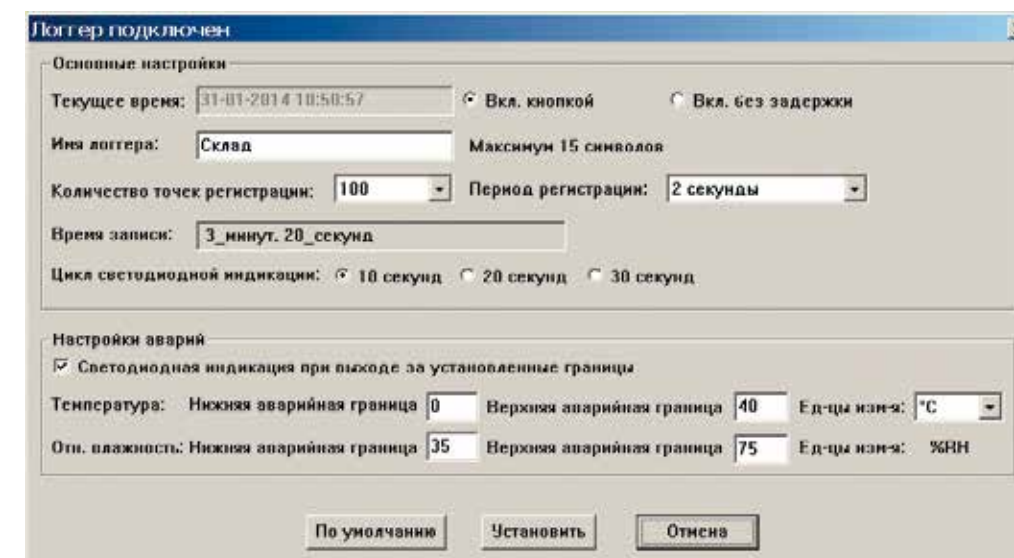 Логгер подключен
Основные настройки
Текущее время: 31-01-2014 10:50:57 Вкл. кнопкой Вкл. без задержки
Имя логгера: Склад Максимум 15 символов
Количество точек регистрации: 100 Период регистрации: 2 секунды
Время записи: 3_минут. 20_секунд
Цикл светодиодной индикации: 10 секунд 20 секунд 30 секунд
Настройки аварий
Светодиодная индикация при выходе за установленные границы
Температура: Нижняя аварийная граница 0 Верхняя аварийная граница 40 Ед-цы изм-я: °C
Отн. влажность: Нижняя аварийная граница 35 Верхняя аварийная граница 75 Ед-цы изм-я: %RH
По умолчанию Установить Отмена